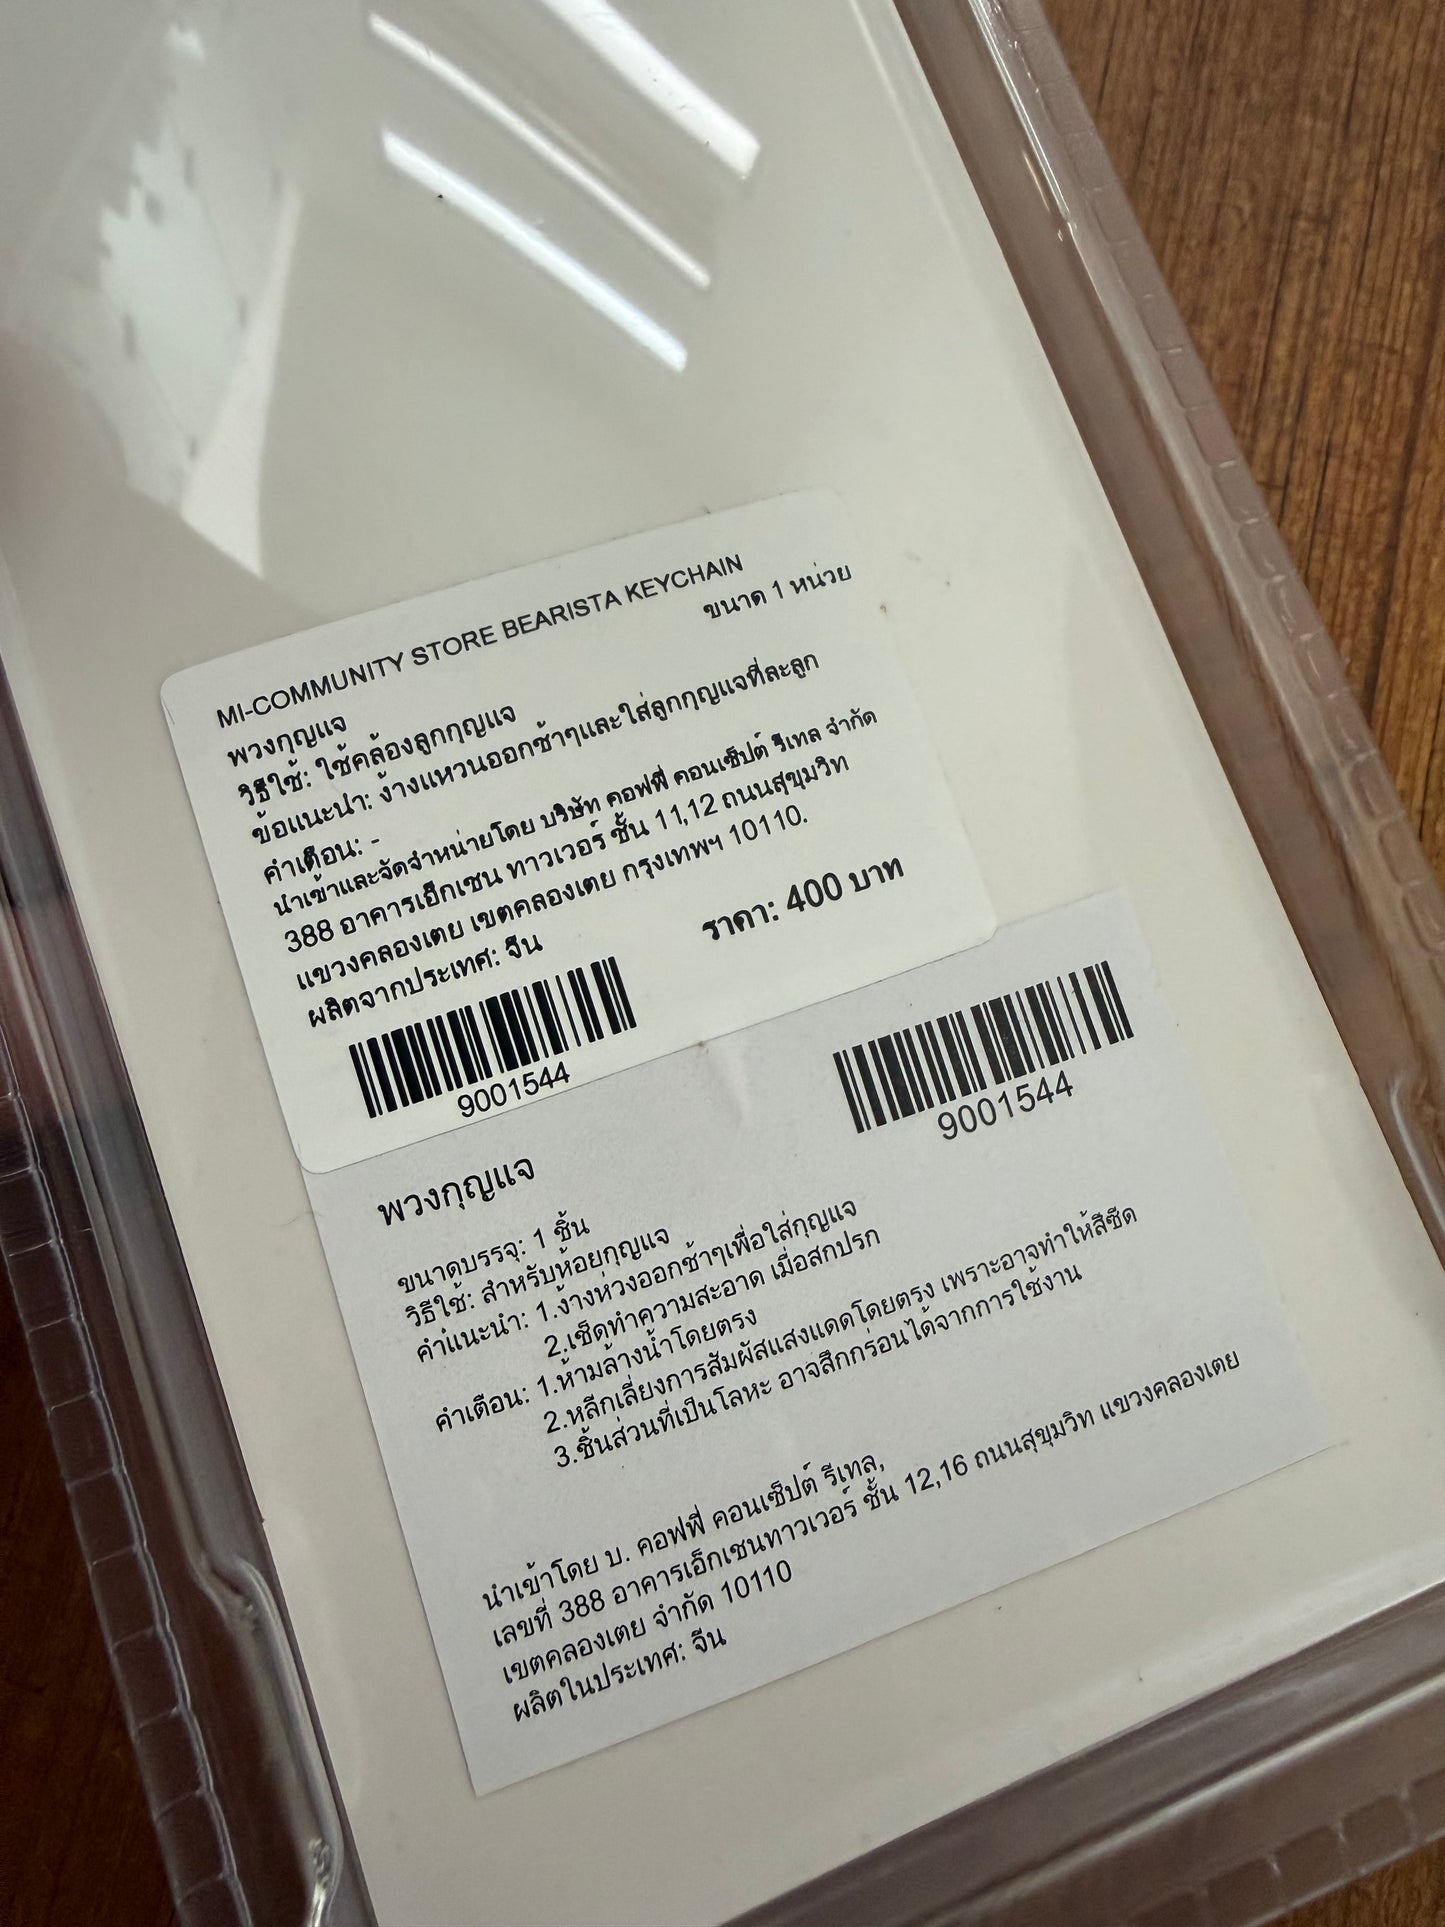 MI-COMMUNITY STORE BEARISTA KEYCHAIN
ขนาด 1 หน่วย
พวงกุญแจ
วิธีใช้: ใช้คล้องลูกกุญแจ
ข้อแนะนำ: ง้างแหวนออกช้าๆและใส่ลูกกุญแจทีละลูก
คำเตือน: -
นำเข้าและจัดจำหน่ายโดย บริษัท คอฟฟี่ คอนเซ็ปต์ รีเทล จำกัด
388 อาคารเอ็กเชน ทาวเวอร์ ชั้น 11,12 ถนนสุขุมวิท
แขวงคลองเตย เขตคลองเตย กรุงเทพฯ 10110.
ผลิตจากประเทศ: จีน
ราคา: 400 บาท
9001544
9001544
พวงกุญแจ
ขนาดบรรจุ: 1 ชิ้น
วิธีใช้: สำหรับห้อยกุญแจ
คำแนะนำ: 1.ง้างห่วงออกช้าๆเพื่อใส่กุญแจ
2.เช็ดทำความสะอาด เมื่อสกปรก
คำเตือน: 1.ห้ามล้างน้ำโดยตรง
2.หลีกเลี่ยงการสัมผัสแสงแดดโดยตรง เพราะอาจทำให้สีซีด
3.ชิ้นส่วนที่เป็นโลหะ อาจสึกกร่อนได้จากการใช้งาน
นำเข้าโดย บ. คอฟฟี่ คอนเซ็ปต์ รีเทล,
เลขที่ 388 อาคารเอ็กเชนทาวเวอร์ ชั้น 12,16 ถนนสุขุมวิท แขวงคลองเตย
เขตคลองเตย จำกัด 10110
ผลิตในประเทศ: จีน